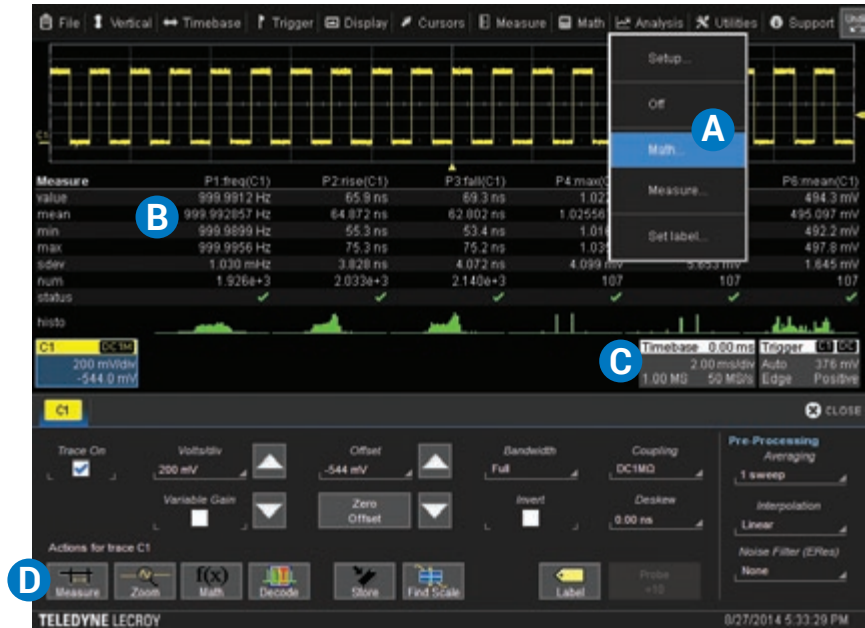 File Vertical Timebase Trigger Display Cursors Measure Math Analysis Utilities Support
Setup...
Off
A
Math...
Measure...
Set label...
C1
Measure P1:freq(C1) P2:rise(C1) P3:fall(C1) P6:mean(C1)
value 999.9912 Hz 65.9 ns 69.3 ns 494.3 mV
B
mean 999.992857 Hz 64.872 ns 62.802 ns 495.097 mV
min 999.9899 Hz 55.3 ns 53.4 ns 492.2 mV
max 999.9956 Hz 75.3 ns 75.2 ns 497.8 mV
sdev 1.030 mHz 3.828 ns 4.072 ns 4.099 mV 5.653 mV 1.645 mV
num 1.926e+3 2.033e+3 2.140e+3 107 107 107
status
histo
C1 DC1M
200 mV/div
-544.0 mV
C
Timebase 0.00 ms Trigger C1 DC
2.00 ms/div Auto 376 mV
1.00 MS 50 MS/s Edge Positive
C1 CLOSE
Trace On Volts/div Offset Bandwidth Coupling
200 mV -544 mV Full DC1MΩ
Variable Gain Zero Offset Invert Deskew
0.00 ns
Pre-Processing
Averaging
1 sweep
Interpolation
Linear
Noise Filter (ERes)
None
Actions for trace C1
D
Measure Zoom f(x) Math Decode Store Find Scale Label Probe ÷10
TELEDYNE LECROY 8/27/2014 5:33:29 PM